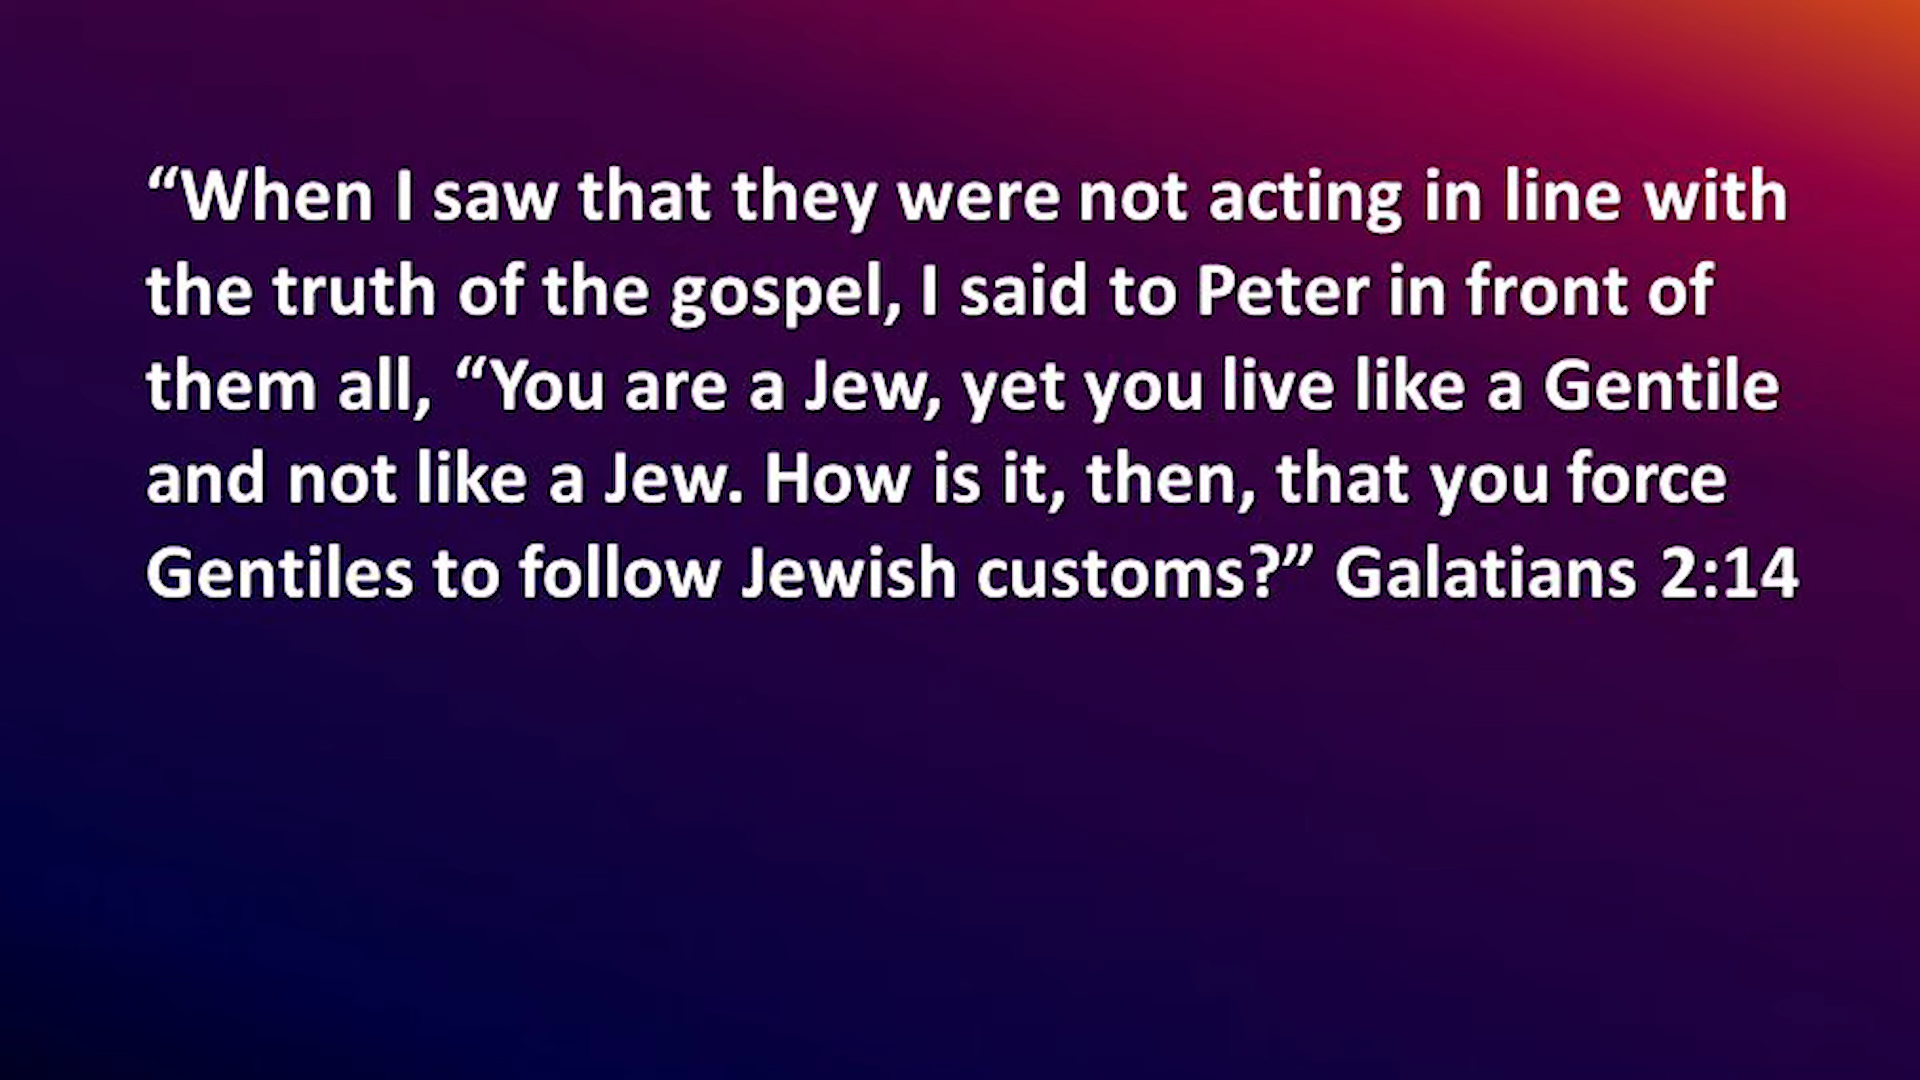 “When I saw that they were not acting in line with
the truth of the gospel, I said to Peter in front of
them all, “You are a Jew, yet you live like a Gentile
and not like a Jew. How is it, then, that you force
Gentiles to follow Jewish customs?” Galatians 2:14